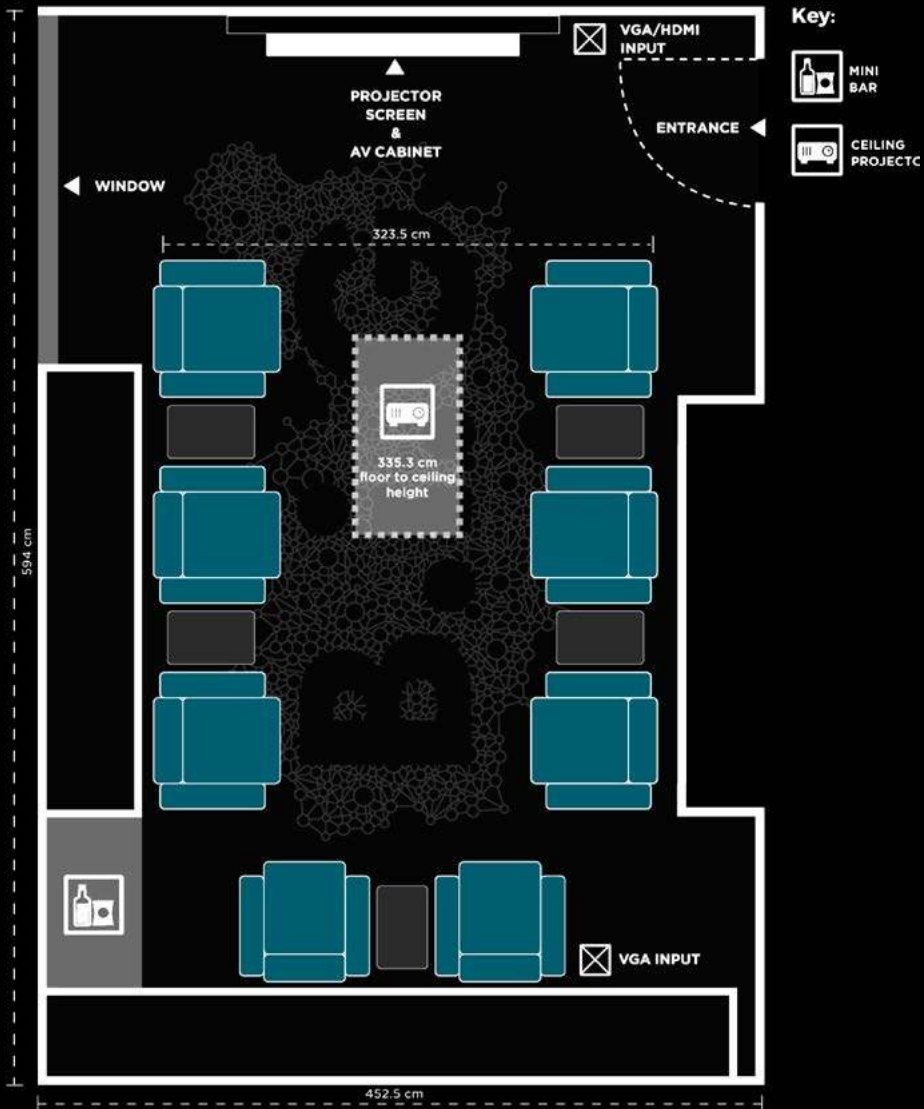 Key:
VGA/HDMI
INPUT
MINI
BAR
PROJECTOR
SCREEN
&
AV CABINET
ENTRANCE
CEILING
PROJECTO
WINDOW
323.5 cm
335.3 cm
floor to ceiling
height
594 cm
B
VGA INPUT
452.5 cm